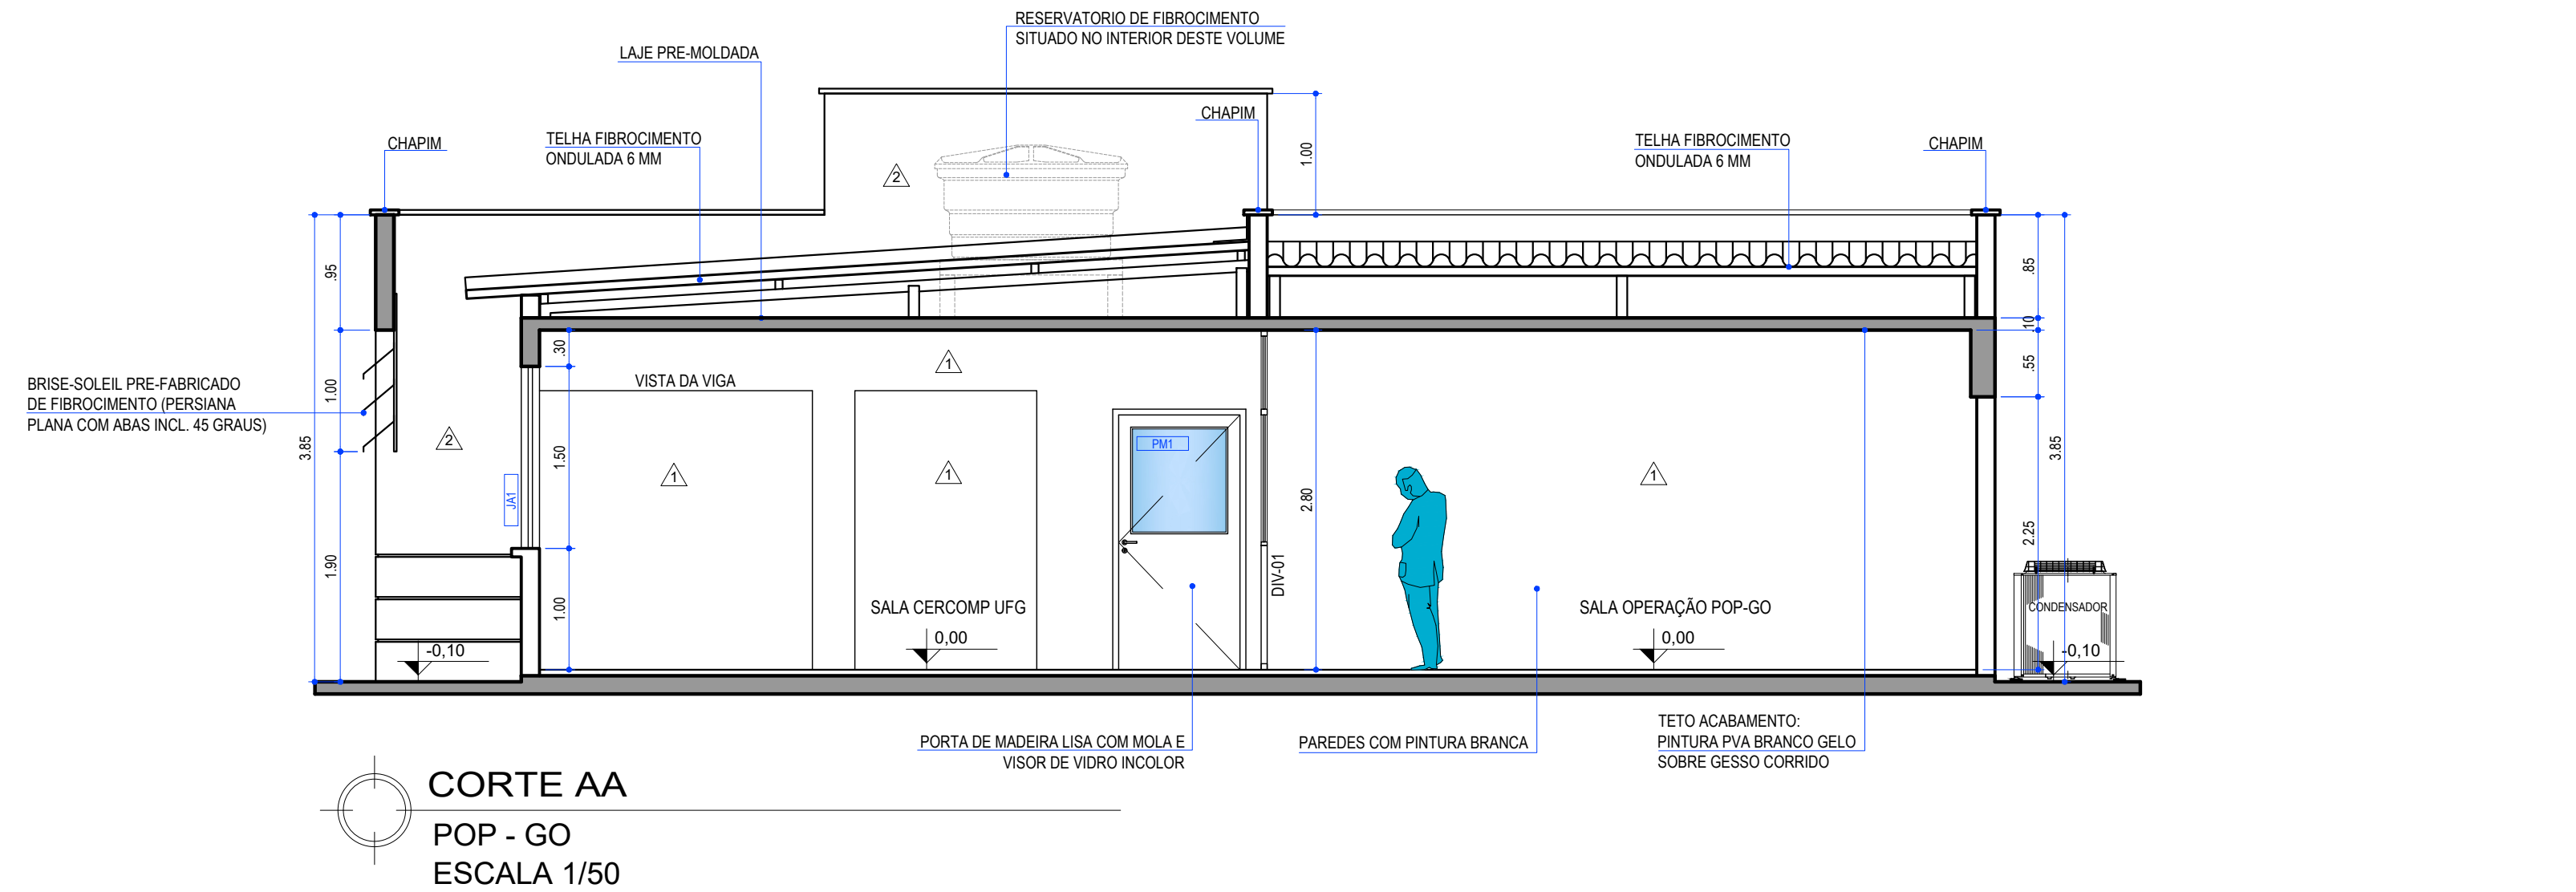 RESERVATORIO DE FIBROCIMENTO
SITUADO NO INTERIOR DESTE VOLUME
LAJE PRE-MOLDADA
CHAPIM
TELHA FIBROCIMENTO
ONDULADA 6 MM
CHAPIM
1.00
TELHA FIBROCIMENTO
ONDULADA 6 MM
CHAPIM
2
.95
.85
.10
.30
1
.55
BRISE-SOLEIL PRE-FABRICADO
DE FIBROCIMENTO (PERSIANA
PLANA COM ABAS INCL. 45 GRAUS)
1.00
VISTA DA VIGA
3.85
2
1.50
PM1
3.85
1
1
1
JA1
2.80
2.25
1.90
1.00
DIV-01
SALA CERCOMP UFG
0,00
SALA OPERAÇÃO POP-GO
0,00
CONDENSADOR
-0,10
-0,10
PORTA DE MADEIRA LISA COM MOLA E
VISOR DE VIDRO INCOLOR
PAREDES COM PINTURA BRANCA
TETO ACABAMENTO:
PINTURA PVA BRANCO GELO
SOBRE GESSO CORRIDO
CORTE AA
POP - GO
ESCALA 1/50